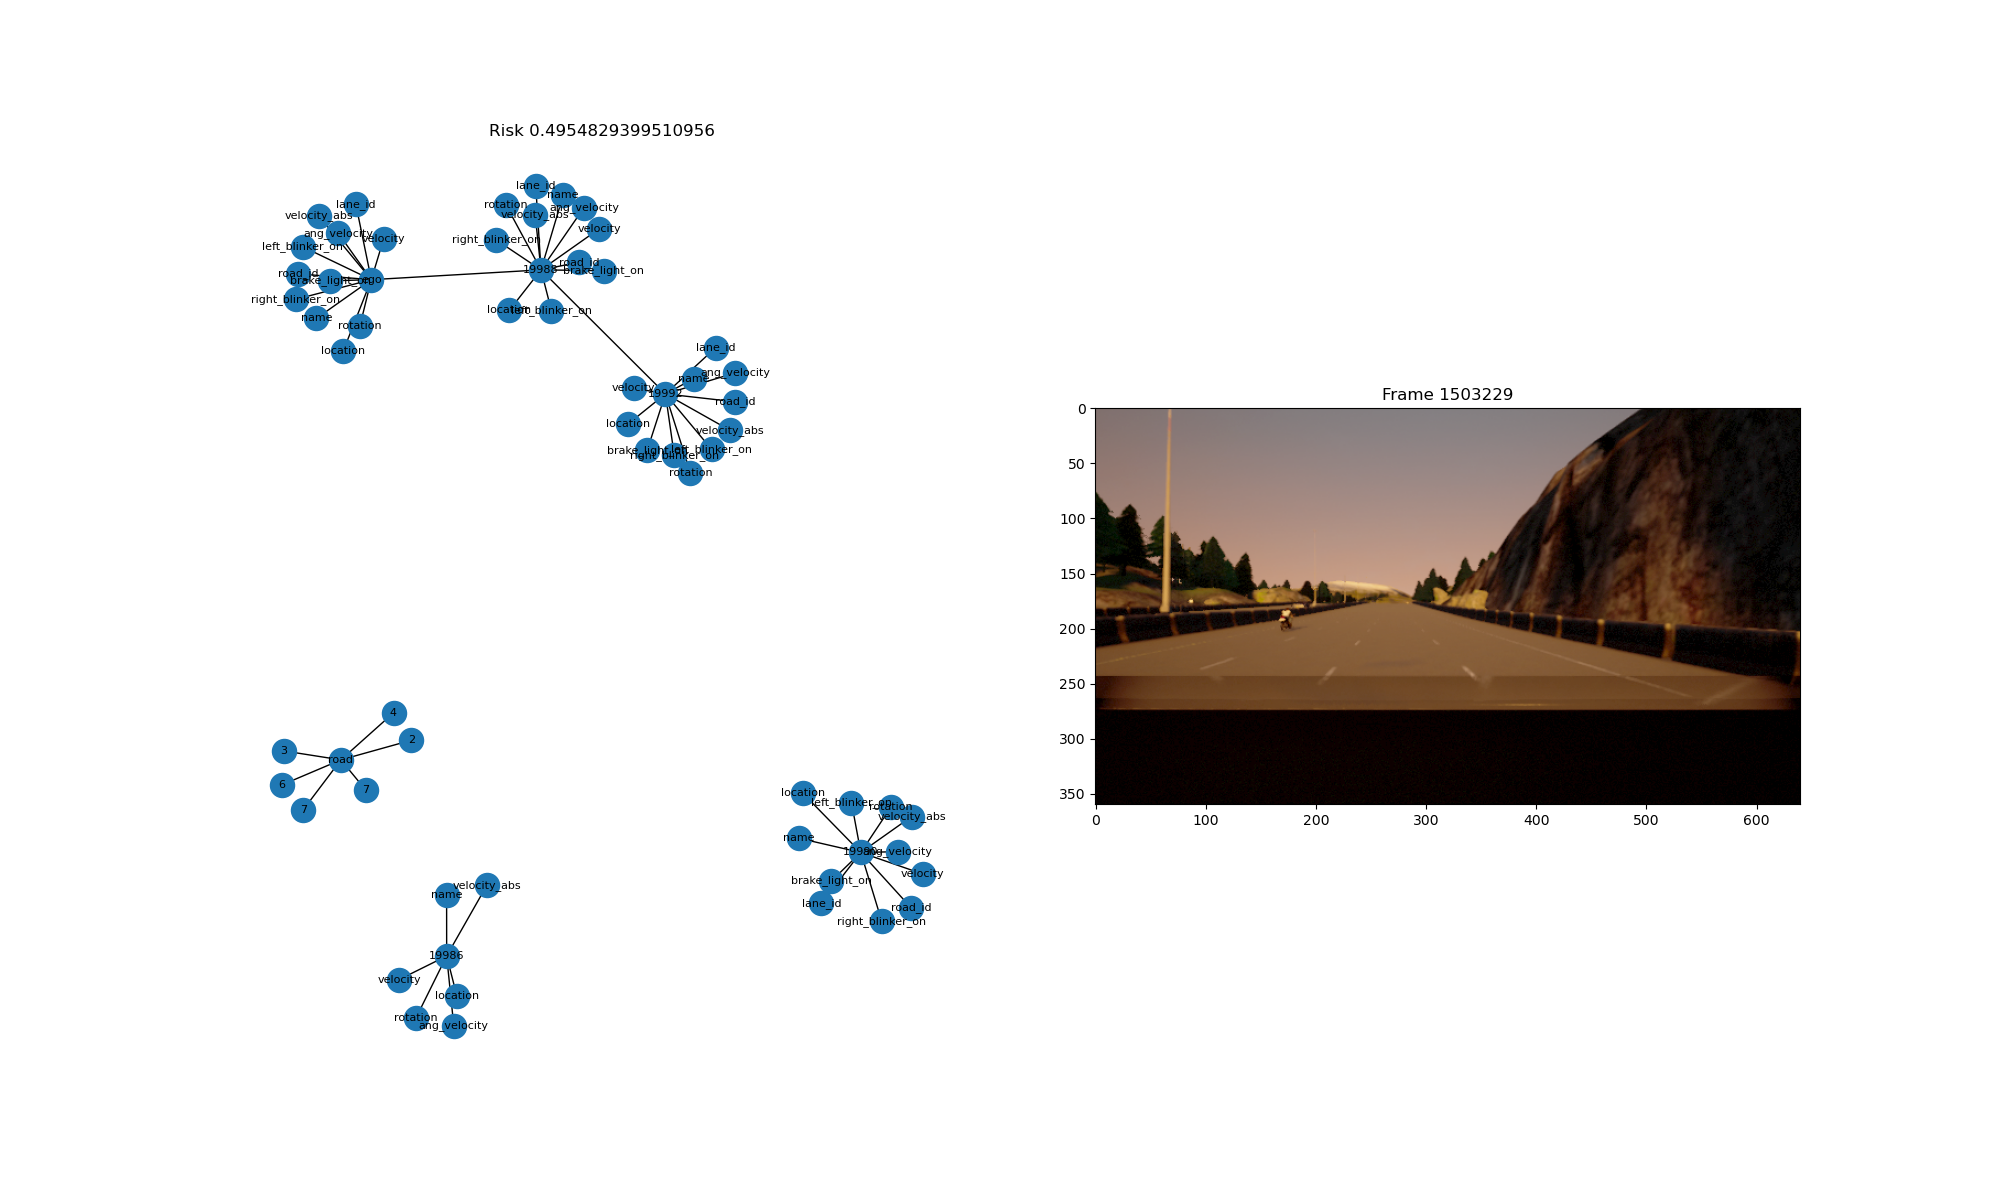 Risk 0.4954829399510956
lane_id
velocity_abs
ang_velocity
velocity
left_blinker_on
road_id
brake_light_on
ego
right_blinker_on
name
rotation
location
lane_id
name
rotation
ang_velocity
velocity_abs
velocity
right_blinker_on
road_id
19988
brake_light_on
location
left_blinker_on
lane_id
ang_velocity
name
velocity
19992
road_id
location
velocity_abs
brake_light_on
left_blinker_on
right_blinker_on
rotation
4
2
3
road
6
7
7
location
left_blinker_on
rotation
velocity_abs
name
ang_velocity
velocity
brake_light_on
lane_id
road_id
right_blinker_on
velocity_abs
name
19986
velocity
location
rotation
ang_velocity
Frame 1503229
0
50
100
150
200
250
300
350
0
100
200
300
400
500
600